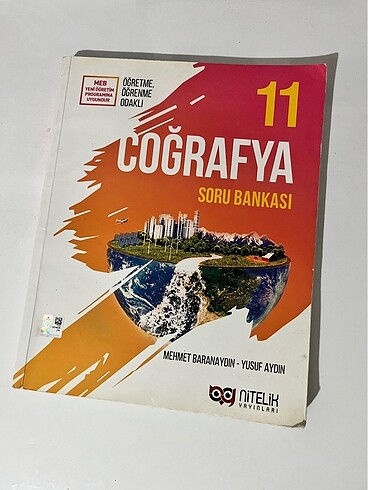 MEB
YENİ ÖĞRETİM
PROGRAMINA
UYGUNDUR
ÖĞRETME,
ÖĞRENME
ODAKLI
11
COĞRAFYA
SORU BANKASI
MEHMET BARANAYDIN - YUSUF AYDIN
NİTELİK
YAYINLARI